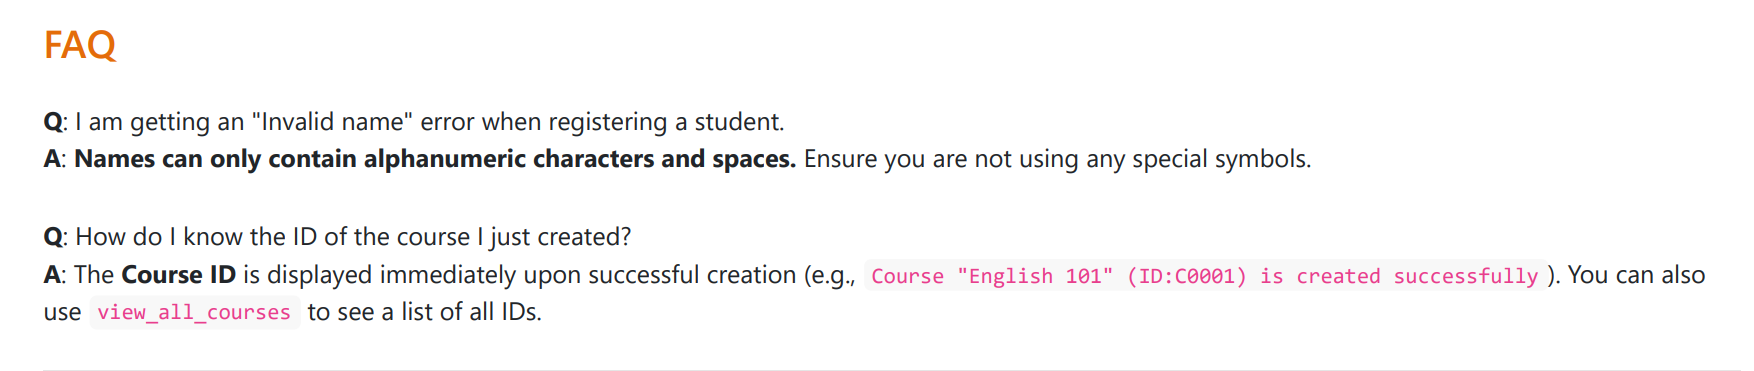 FAQ
Q: I am getting an "Invalid name" error when registering a student.
A: Names can only contain alphanumeric characters and spaces. Ensure you are not using any special symbols.
Q: How do I know the ID of the course I just created?
A: The Course ID is displayed immediately upon successful creation (e.g., Course "English 101" (ID:C0001) is created successfully ). You can also
use view_all_courses to see a list of all IDs.